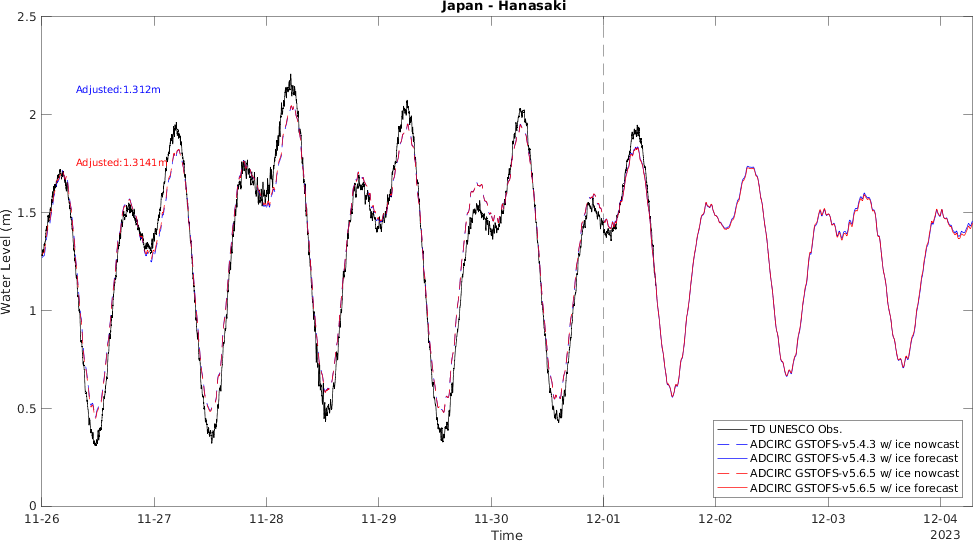 Japan - Hanasaki
2.5
2
1.5
1
0.5
0
Water Level (m)
Adjusted:1.312m
Adjusted:1.3141m
TD UNESCO Obs.
ADCIRC GSTOFS-v5.4.3 w/ ice nowcast
ADCIRC GSTOFS-v5.4.3 w/ ice forecast
ADCIRC GSTOFS-v5.6.5 w/ ice nowcast
ADCIRC GSTOFS-v5.6.5 w/ ice forecast
11-26 11-27 11-28 11-29 11-30 12-01 12-02 12-03 12-04
Time
2023